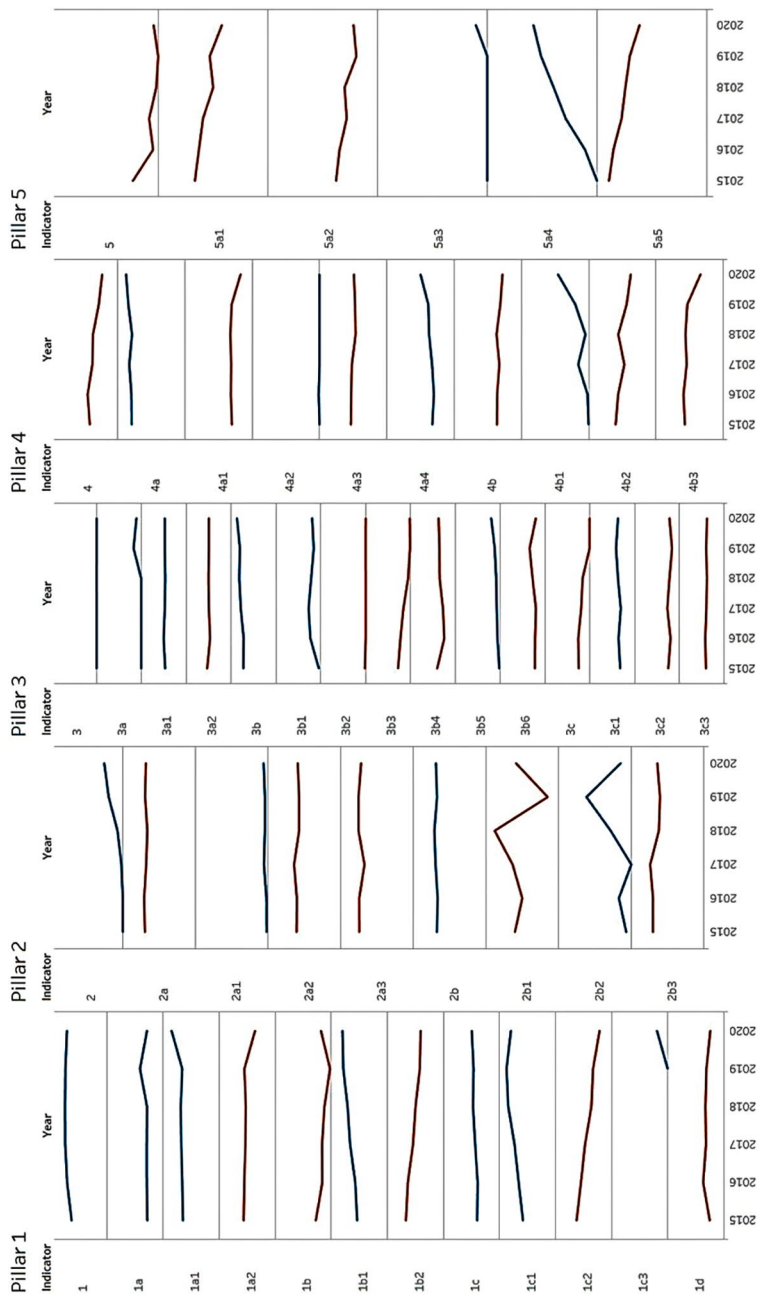 Pillar 1
Indicator Year
1
1a
1a1
1a2
1b
1b1
1b2
1c
1c1
1c2
1c3
1d
2015 2016 2017 2018 2019 2020
Pillar 2
Indicator Year
2
2a
2a1
2a2
2a3
2b
2b1
2b2
2b3
2015 2016 2017 2018 2019 2020
Pillar 3
Indicator Year
3
3a
3a1
3a2
3b
3b1
3b2
3b3
3b4
3b5
3b6
3c
3c1
3c2
3c3
2015 2016 2017 2018 2019 2020
Pillar 4
Indicator Year
4
4a
4a1
4a2
4a3
4a4
4b
4b1
4b2
4b3
2015 2016 2017 2018 2019 2020
Pillar 5
Indicator Year
5
5a1
5a2
5a3
5a4
5a5
2015 2016 2017 2018 2019 2020